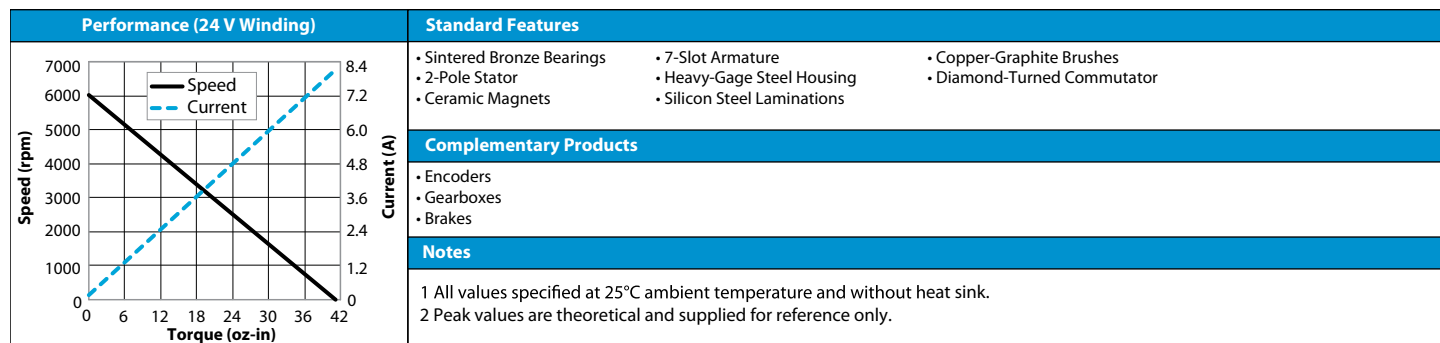 Performance (24 V Winding)
7000
6000
5000
4000
3000
2000
1000
0
Speed (rpm)
Speed
Current
8.4
7.2
6.0
4.8
3.6
2.4
1.2
0
Current (A)
0 6 12 18 24 30 36 42
Torque (oz-in)
Standard Features
• Sintered Bronze Bearings
• 2-Pole Stator
• Ceramic Magnets
• 7-Slot Armature
• Heavy-Gage Steel Housing
• Silicon Steel Laminations
• Copper-Graphite Brushes
• Diamond-Turned Commutator
Complementary Products
• Encoders
• Gearboxes
• Brakes
Notes
1 All values specified at 25°C ambient temperature and without heat sink.
2 Peak values are theoretical and supplied for reference only.